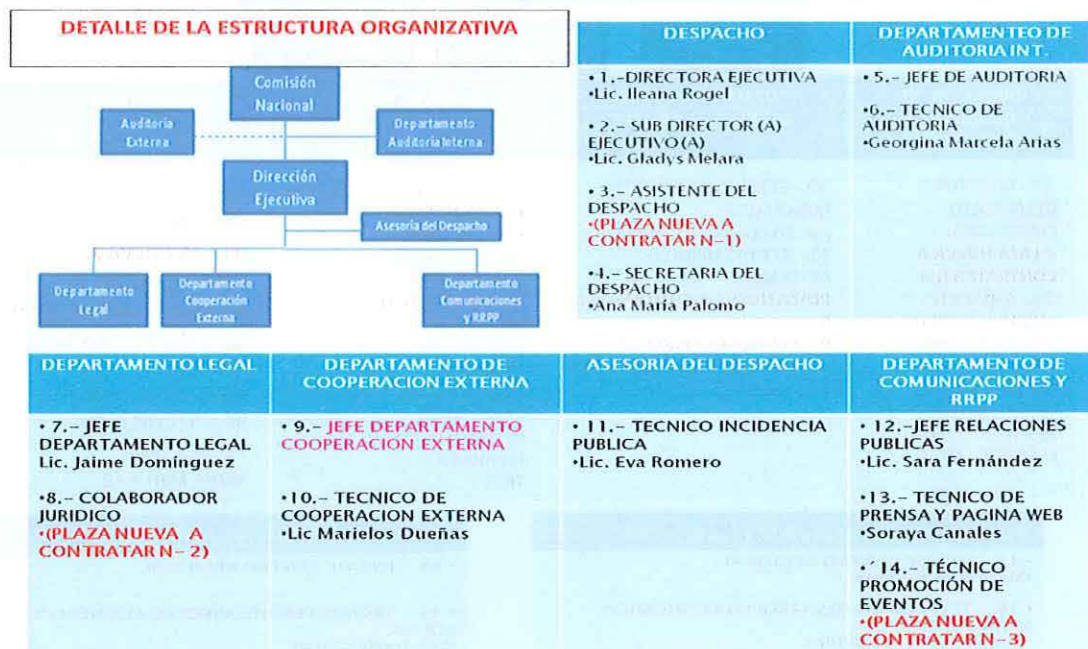 DETALLE DE LA ESTRUCTURA ORGANIZATIVA
Comisión
Nacional
Auditoria
Externa
Departamento
Auditoria Interna
Dirección
Ejecutiva
Asesoría del Despacho
Departamento
Legal
Departamento
Cooperación
Externa
Departamento
Comunicaciones
y RRPP
DESPACHO
• 1.-DIRECTORA EJECUTIVA
•Lic. Ileana Rogel
• 2.- SUB DIRECTOR (A)
EJECUTIVO(A)
•Lic. Gladys Melara
• 3.- ASISTENTE DEL
DESPACHO
•(PLAZA NUEVA A
CONTRATAR N-1)
•4.- SECRETARIA DEL
DESPACHO
•Ana María Palomo
DEPARTAMENTEO DE
AUDITORIA INT.
• 5.- JEFE DE AUDITORIA
•6.- TECNICO DE
AUDITORIA
•Georgina Marcela Arias
DEPARTAMENTO LEGAL
• 7.- JEFE
DEPARTAMENTO LEGAL
Lic. Jaime Domínguez
•8.- COLABORADOR
JURIDICO
•(PLAZA NUEVA A
CONTRATAR N- 2)
DEPARTAMENTO DE
COOPERACION EXTERNA
• 9.- JEFE DEPARTAMENTO
COOPERACION EXTERNA
•10.- TECNICO DE
COOPERACION EXTERNA
•Lic Marielos Dueñas
ASESORIA DEL DESPACHO
• 11.- TECNICO INCIDENCIA
PUBLICA
•Lic. Eva Romero
DEPARTAMENTO DE
COMUNICACIONES Y
RRPP
• 12.-JEFE RELACIONES
PUBLICAS
•Lic. Sara Fernández
•13.- TECNICO DE
PRENSA Y PAGINA WEB
•Soraya Canales
• 14.- TÉCNICO
PROMOCIÓN DE
EVENTOS
•(PLAZA NUEVA A
CONTRATAR N-3)